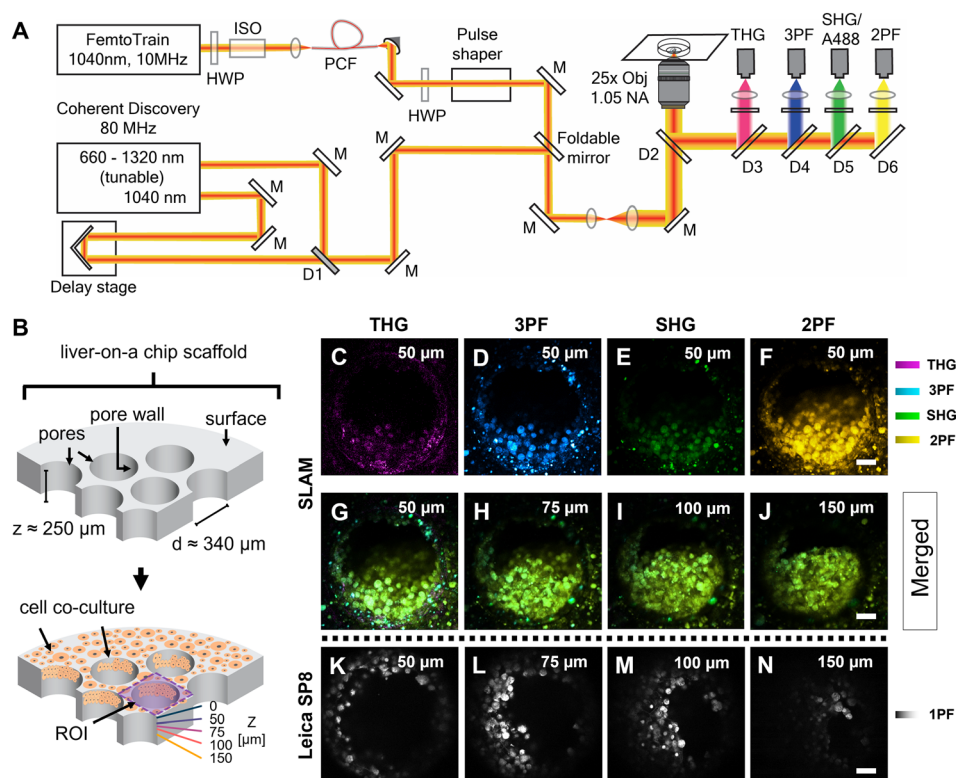 A
FemtoTrain
1040nm, 10MHz
HWP
ISO
PCF
HWP
Pulse
shaper
M
25x Obj
1.05 NA
THG
3PF
SHG/
A488
2PF
Coherent Discovery
80 MHz
660 - 1320 nm
(tunable)
1040 nm
M
M
M
M
Foldable
mirror
D2
D3
D4
D5
D6
Delay stage
D1
M
M
M
B
liver-on-a chip scaffold
pore wall
surface
pores
z ≈ 250 µm
d ≈ 340 µm
cell co-culture
ROI
0
50
75
100
150
Z
[µm]
THG
3PF
SHG
2PF
SLAM
C
50 µm
D
50 µm
E
50 µm
F
50 µm
THG
3PF
SHG
2PF
G
50 µm
H
75 µm
I
100 µm
J
150 µm
Merged
Leica SP8
K
50 µm
L
75 µm
M
100 µm
N
150 µm
1PF